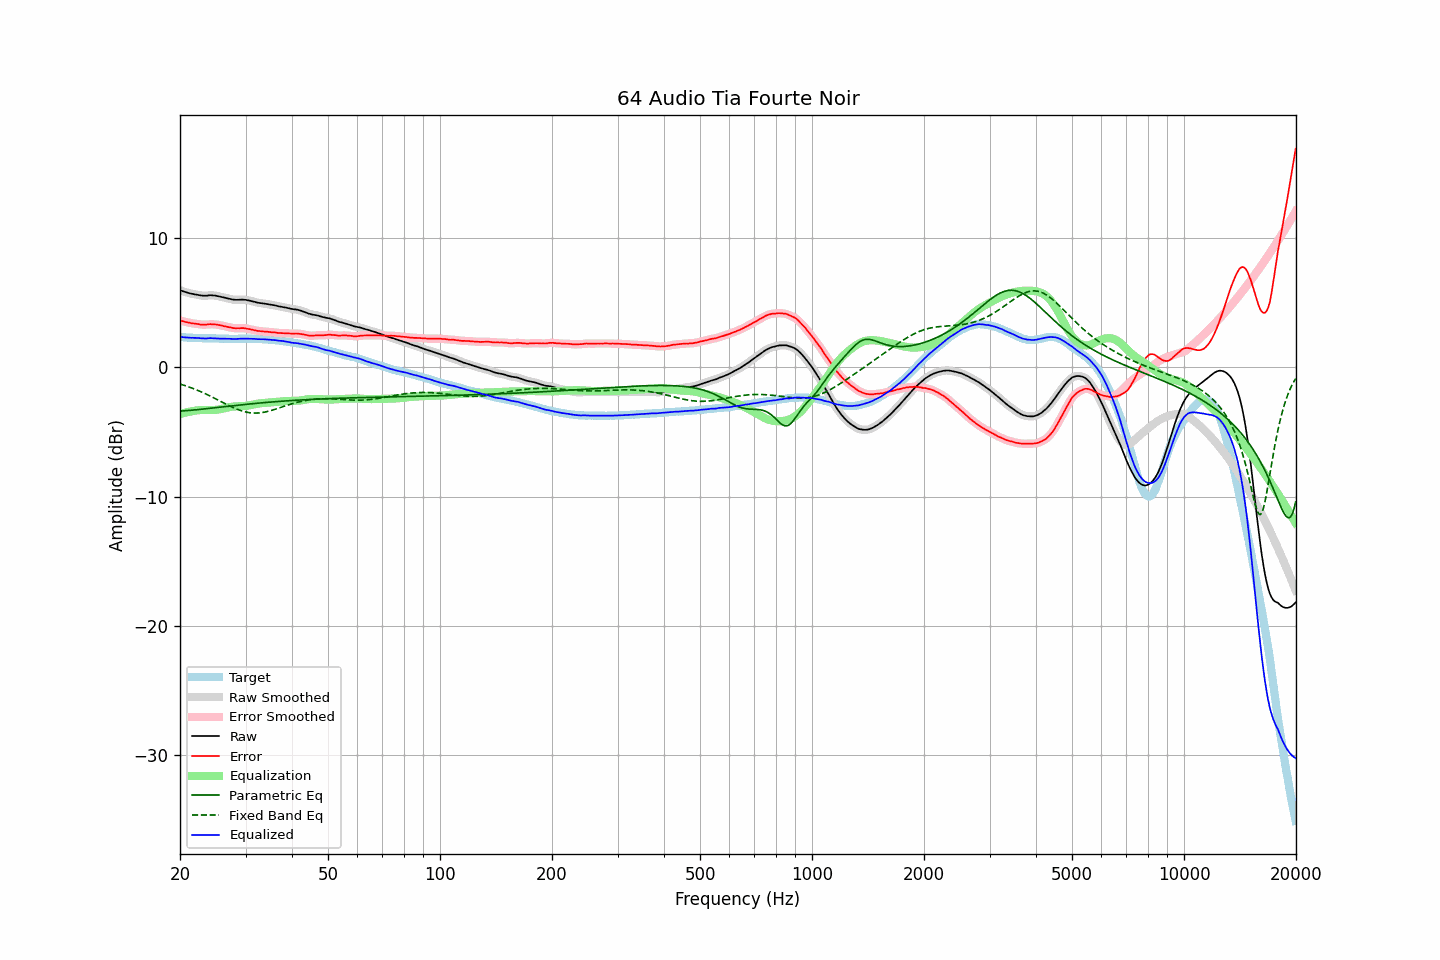 64 Audio Tia Fourte Noir
Amplitude (dBr)
10
0
−10
−20
−30
Target
Raw Smoothed
Error Smoothed
Raw
Error
Equalization
Parametric Eq
Fixed Band Eq
Equalized
20 50 100 200 500 1000 2000 5000 10000 20000
Frequency (Hz)